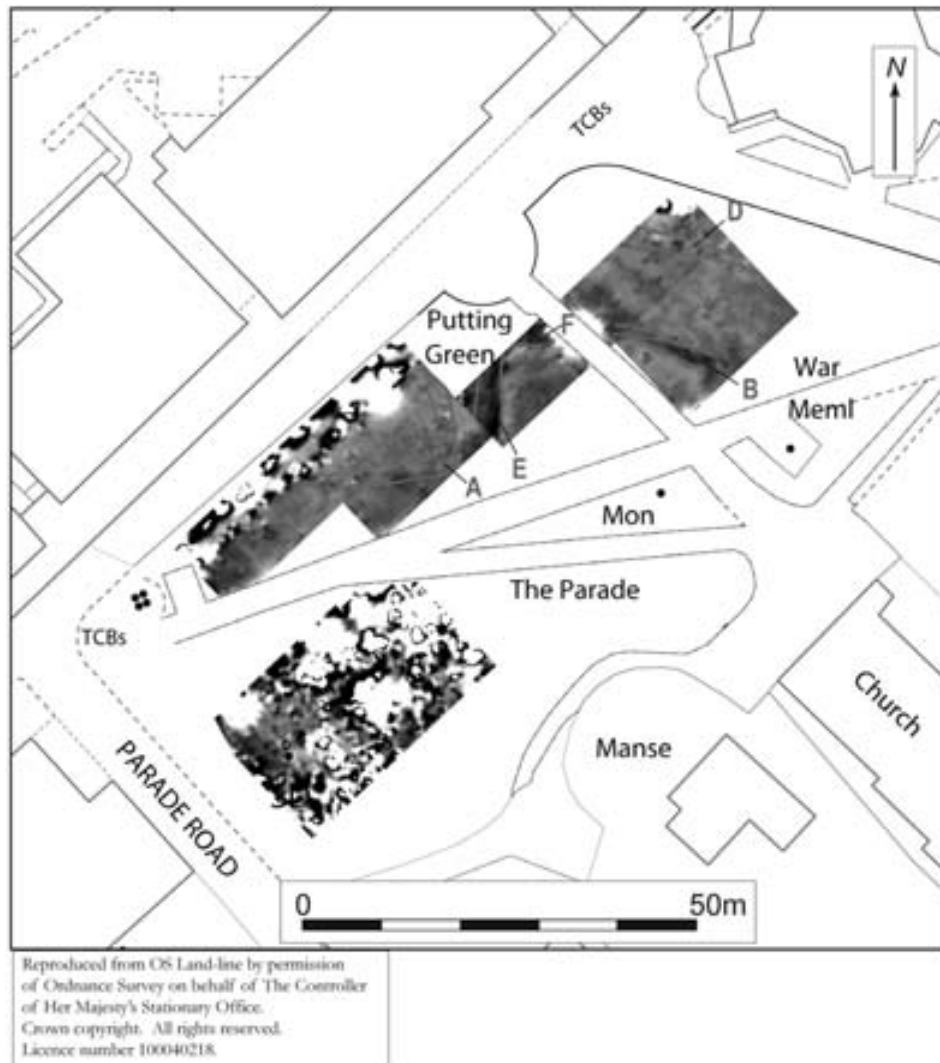 N
TCBs
D
Putting
Green
F
B
War
Meml
A
E
Mon
The Parade
TCBs
Church
Manse
PARADE ROAD
0 50m
Reproduced from OS Land-line by permission
of Ordnance Survey on behalf of The Controller
of Her Majesty's Stationary Office.
Crown copyright. All rights reserved.
Licence number 100040218.